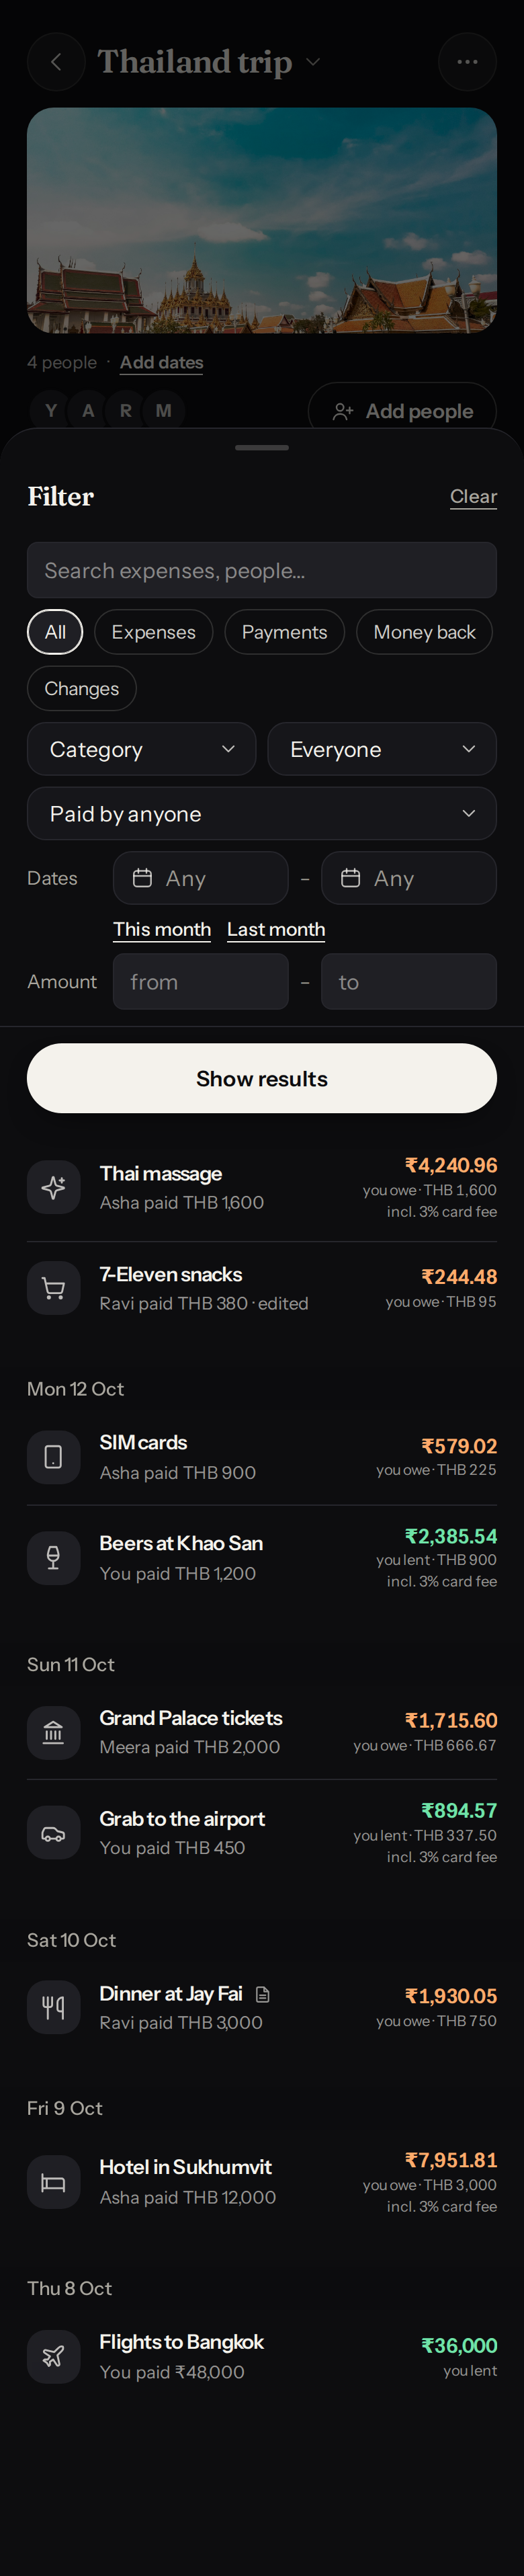 Thailand trip
4 people · Add dates
Y A R M
Add people
Filter
Clear
Search expenses, people...
All
Expenses
Payments
Money back
Changes
Category
Everyone
Paid by anyone
Dates
Any
–
Any
This month
Last month
Amount
from
–
to
Show results
Thai massage
₹4,240.96
Asha paid THB 1,600
you owe · THB 1,600
incl. 3% card fee
7-Eleven snacks
₹244.48
Ravi paid THB 380 · edited
you owe · THB 95
Mon 12 Oct
SIM cards
₹579.02
Asha paid THB 900
you owe · THB 225
Beers at Khao San
₹2,385.54
You paid THB 1,200
you lent · THB 900
incl. 3% card fee
Sun 11 Oct
Grand Palace tickets
₹1,715.60
Meera paid THB 2,000
you owe · THB 666.67
Grab to the airport
₹894.57
You paid THB 450
you lent · THB 337.50
incl. 3% card fee
Sat 10 Oct
Dinner at Jay Fai
₹1,930.05
Ravi paid THB 3,000
you owe · THB 750
Fri 9 Oct
Hotel in Sukhumvit
₹7,951.81
Asha paid THB 12,000
you owe · THB 3,000
incl. 3% card fee
Thu 8 Oct
Flights to Bangkok
₹36,000
You paid ₹48,000
you lent